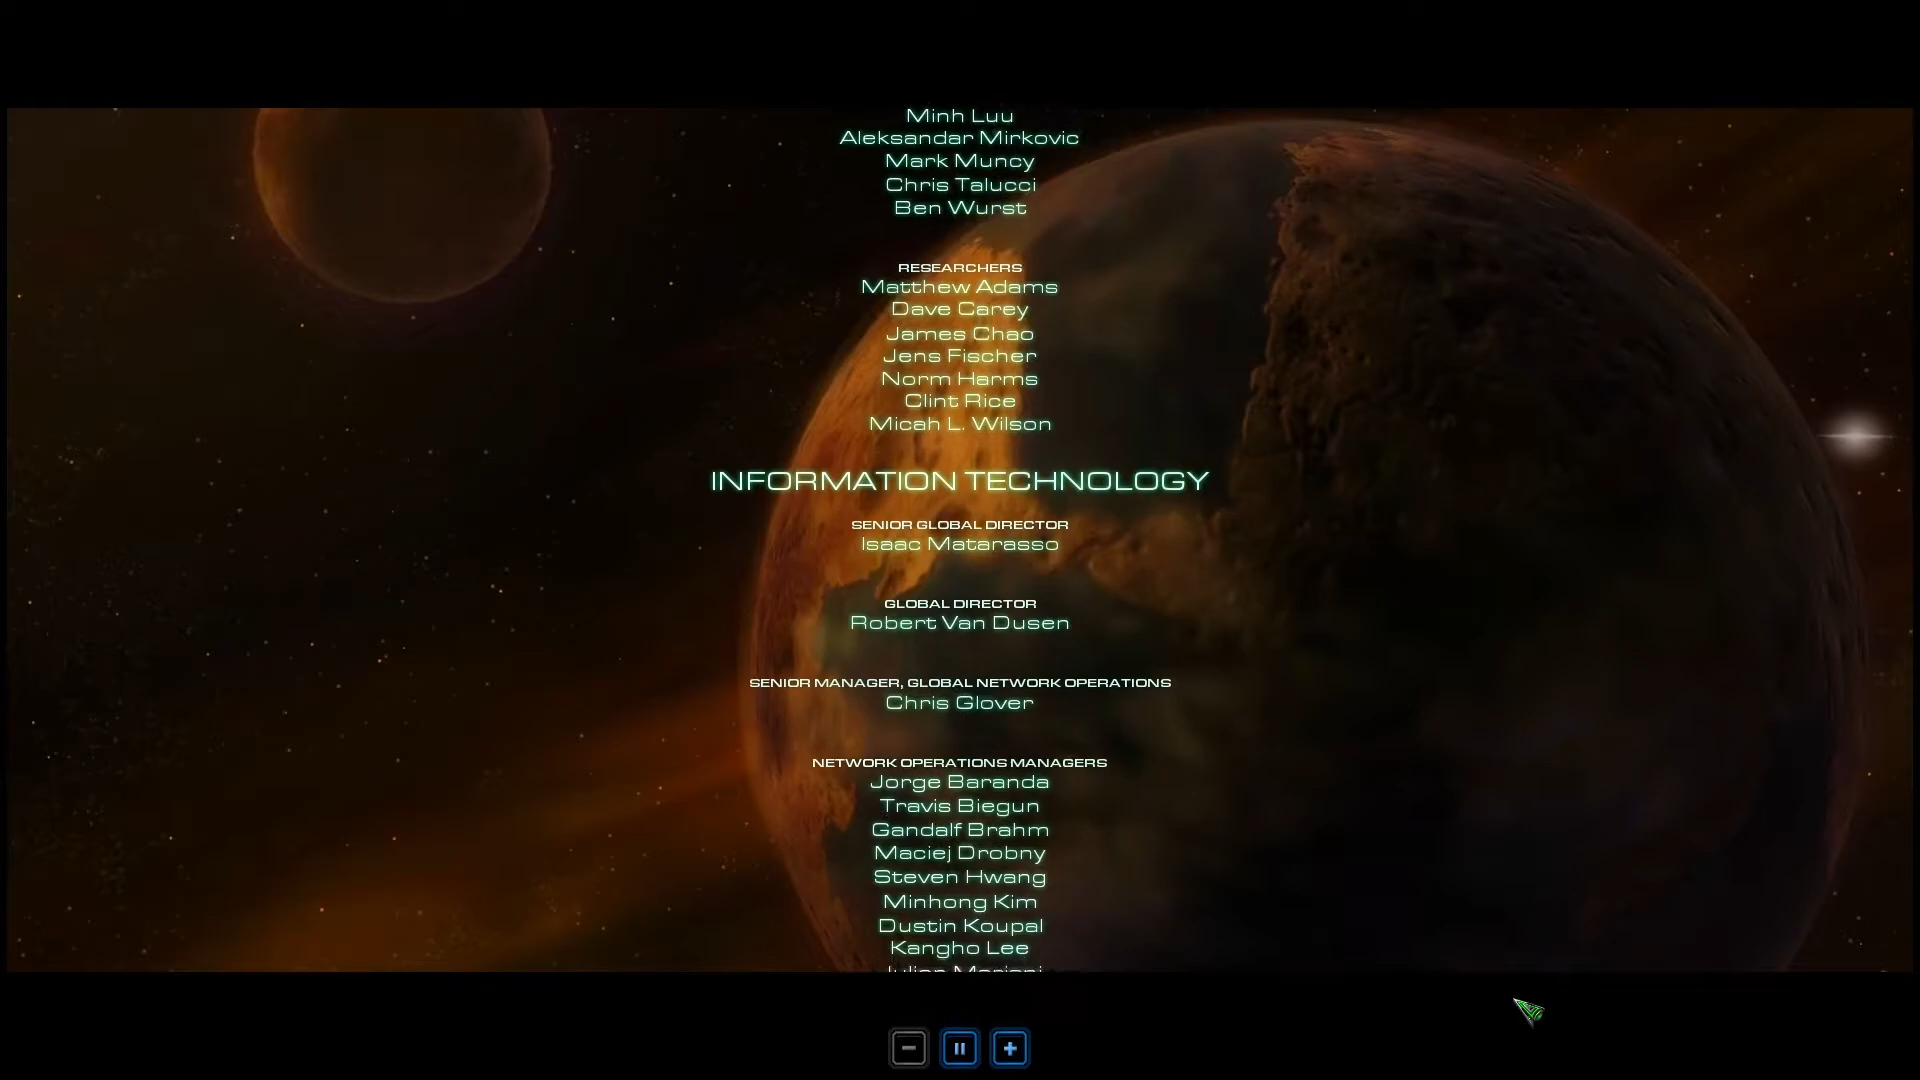 Minh Luu
Aleksandar Mirkovic
Mark Muncy
Chris Talucci
Ben Wurst
RESEARCHERS
Matthew Adams
Dave Carey
James Chao
Jens Fischer
Norm Harms
Clint Rice
Micah L. Wilson
INFORMATION TECHNOLOGY
SENIOR GLOBAL DIRECTOR
Isaac Matarasso
GLOBAL DIRECTOR
Robert Van Dusen
SENIOR MANAGER, GLOBAL NETWORK OPERATIONS
Chris Glover
NETWORK OPERATIONS MANAGERS
Jorge Baranda
Travis Biegun
Gandalf Brahm
Maciej Drobny
Steven Hwang
Minhong Kim
Dustin Koupal
Kangho Lee